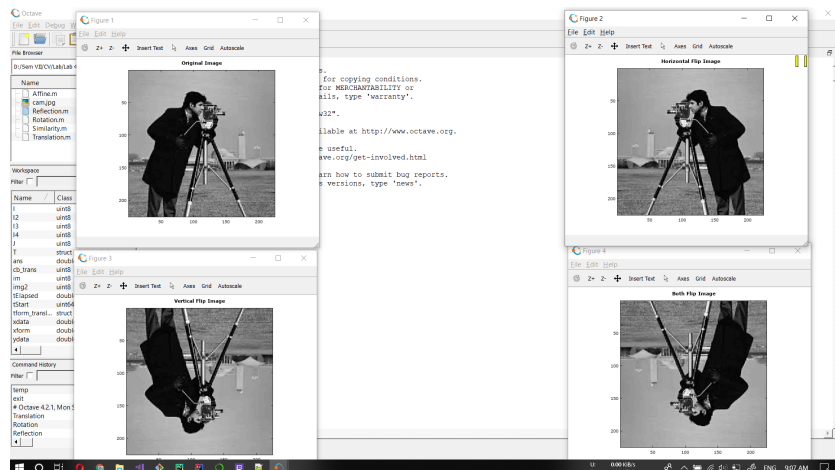 Octave
File Edit Debug
File Browser
D:/Sem VII/CV/Lab/Lab
Name
Affine.m
cam.jpg
Reflection.m
Rotation.m
Similarity.m
Translation.m
Workspace
Filter
Name Class
I uint8
I2 uint8
I3 uint8
I4 uint8
J uint8
T struct
ans doubl
cb_trans uint8
im uint8
img2 uint8
tElapsed doubl
tStart uint64
tform_transl... struct
xdata doubl
xform doubl
ydata doubl
Command History
Filter
temp
exit
# Octave 4.2.1, Mon S
Translation
Rotation
Reflection
Figure 1
File Edit Help
Z+ Z- Insert Text Axes Grid Autoscale
Original Image
50
100
150
200
50 100 150 200
s.
for copying conditions.
for MERCHANTABILITY or
ails, type 'warranty'.
w32".
ilable at http://www.octave.org.
e useful.
ave.org/get-involved.html
arn how to submit bug reports.
s versions, type 'news'.
Figure 2
File Edit Help
Z+ Z- Insert Text Axes Grid Autoscale
Horizontal Flip Image
50
100
150
200
50 100 150 200
Figure 3
File Edit Help
Z+ Z- Insert Text Axes Grid Autoscale
Vertical Flip Image
50
100
150
200
Figure 4
File Edit Help
Z+ Z- Insert Text Axes Grid Autoscale
Both Flip Image
50
100
150
200
U: 0.00 KiB/s
ENG 9:07 AM